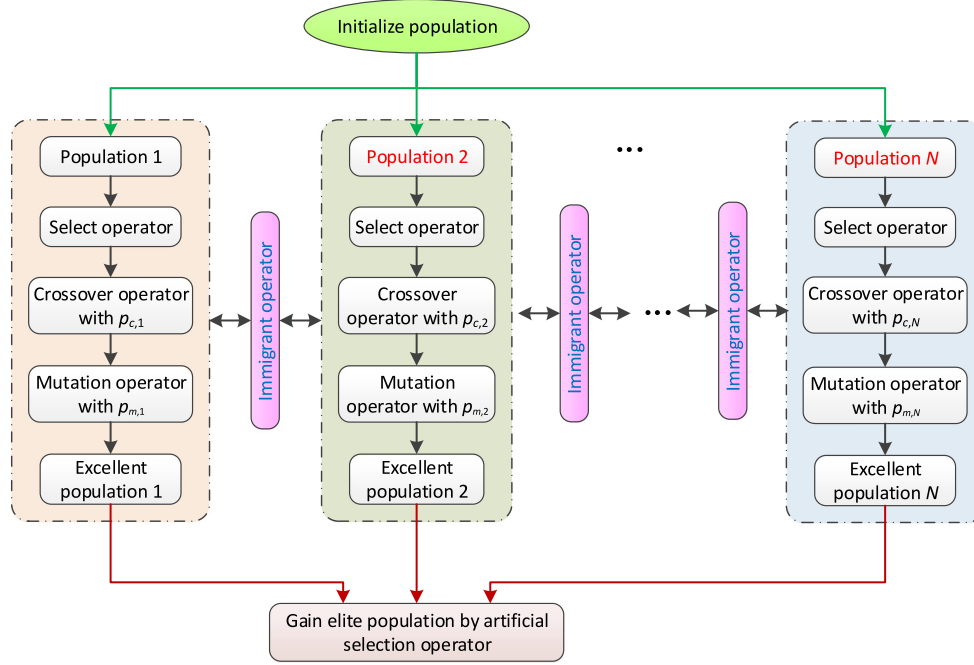 Initialize population
Population 1
Select operator
Crossover operator
with pc,1
Mutation operator
with pm,1
Excellent
population 1
Immigrant operator
Population 2
Select operator
Crossover
operator with pc,2
Mutation
operator with pm,2
Excellent
population 2
...
Immigrant operator
...
Immigrant operator
Population N
Select operator
Crossover operator
with pc,N
Mutation operator
with pm,N
Excellent
population N
Gain elite population by artificial
selection operator